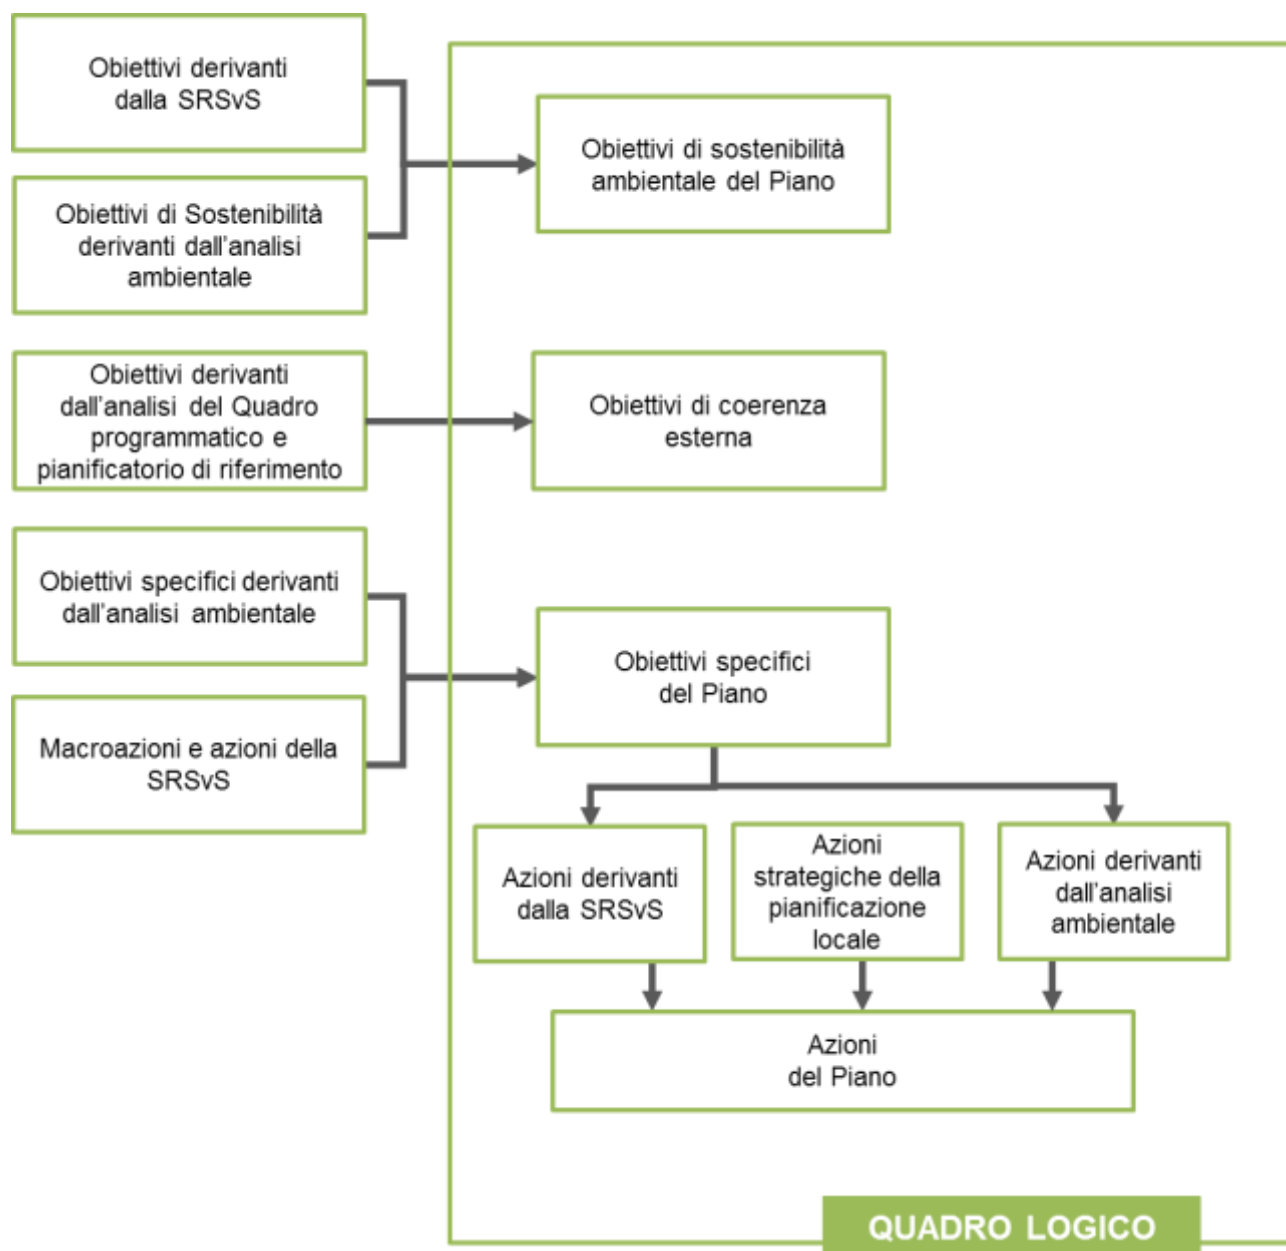 Obiettivi derivanti
dalla SRSvS
Obiettivi di sostenibilità
ambientale del Piano
Obiettivi di Sostenibilità
derivanti dall'analisi
ambientale
Obiettivi derivanti
dall'analisi del Quadro
programmatico e
pianificatorio di riferimento
Obiettivi di coerenza
esterna
Obiettivi specifici derivanti
dall'analisi ambientale
Obiettivi specifici
del Piano
Macroazioni e azioni della
SRSvS
Azioni derivanti
dalla SRSvS
Azioni
strategiche della
pianificazione
locale
Azioni derivanti
dall'analisi
ambientale
Azioni
del Piano
QUADRO LOGICO